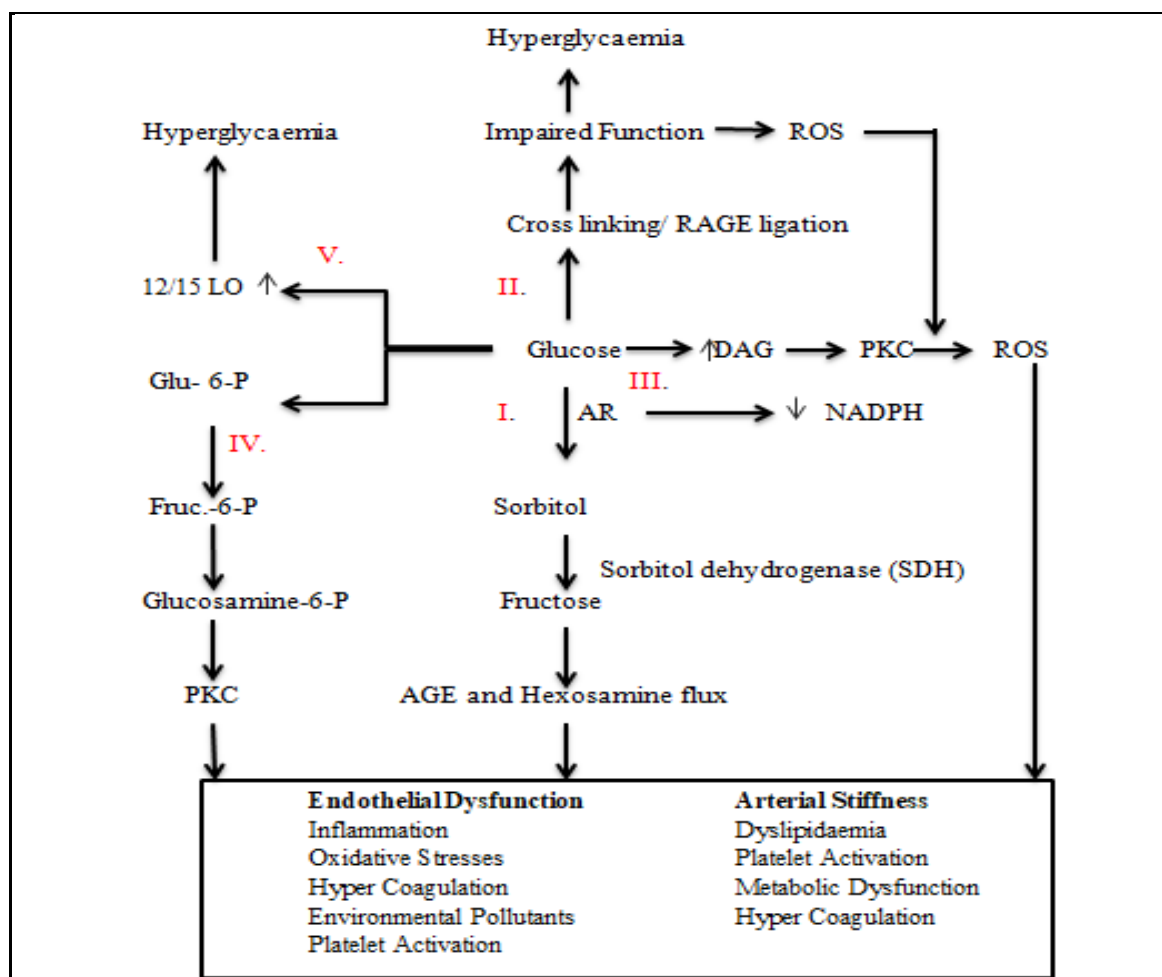 Hyperglycaemia
Hyperglycaemia
Impaired Function
ROS
Cross linking/ RAGE ligation
V.
12/15 LO ↑
II.
Glucose
↑DAG
PKC
ROS
Glu- 6-P
III.
I.
AR
↓ NADPH
IV.
Fruc.-6-P
Sorbitol
Sorbitol dehydrogenase (SDH)
Glucosamine-6-P
Fructose
PKC
AGE and Hexosamine flux
Endothelial Dysfunction
Inflammation
Oxidative Stresses
Hyper Coagulation
Environmental Pollutants
Platelet Activation
Arterial Stiffness
Dyslipidaemia
Platelet Activation
Metabolic Dysfunction
Hyper Coagulation